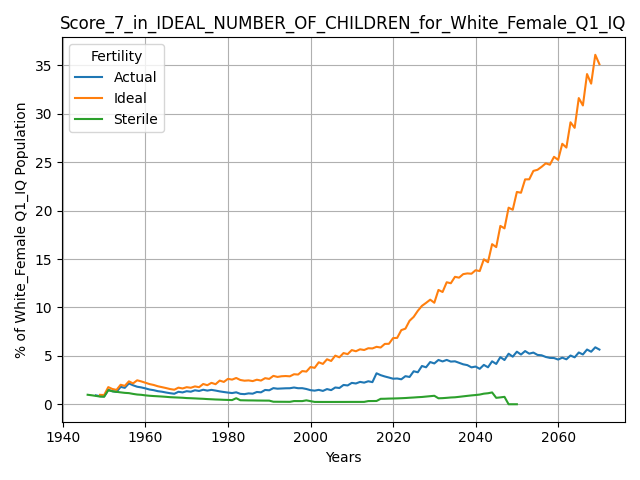 Score_7_in_IDEAL_NUMBER_OF_CHILDREN_for_White_Female_Q1_IQ
Fertility
Actual
Ideal
Sterile
% of White_Female Q1_IQ Population
35
30
25
20
15
10
5
0
1940 1960 1980 2000 2020 2040 2060
Years